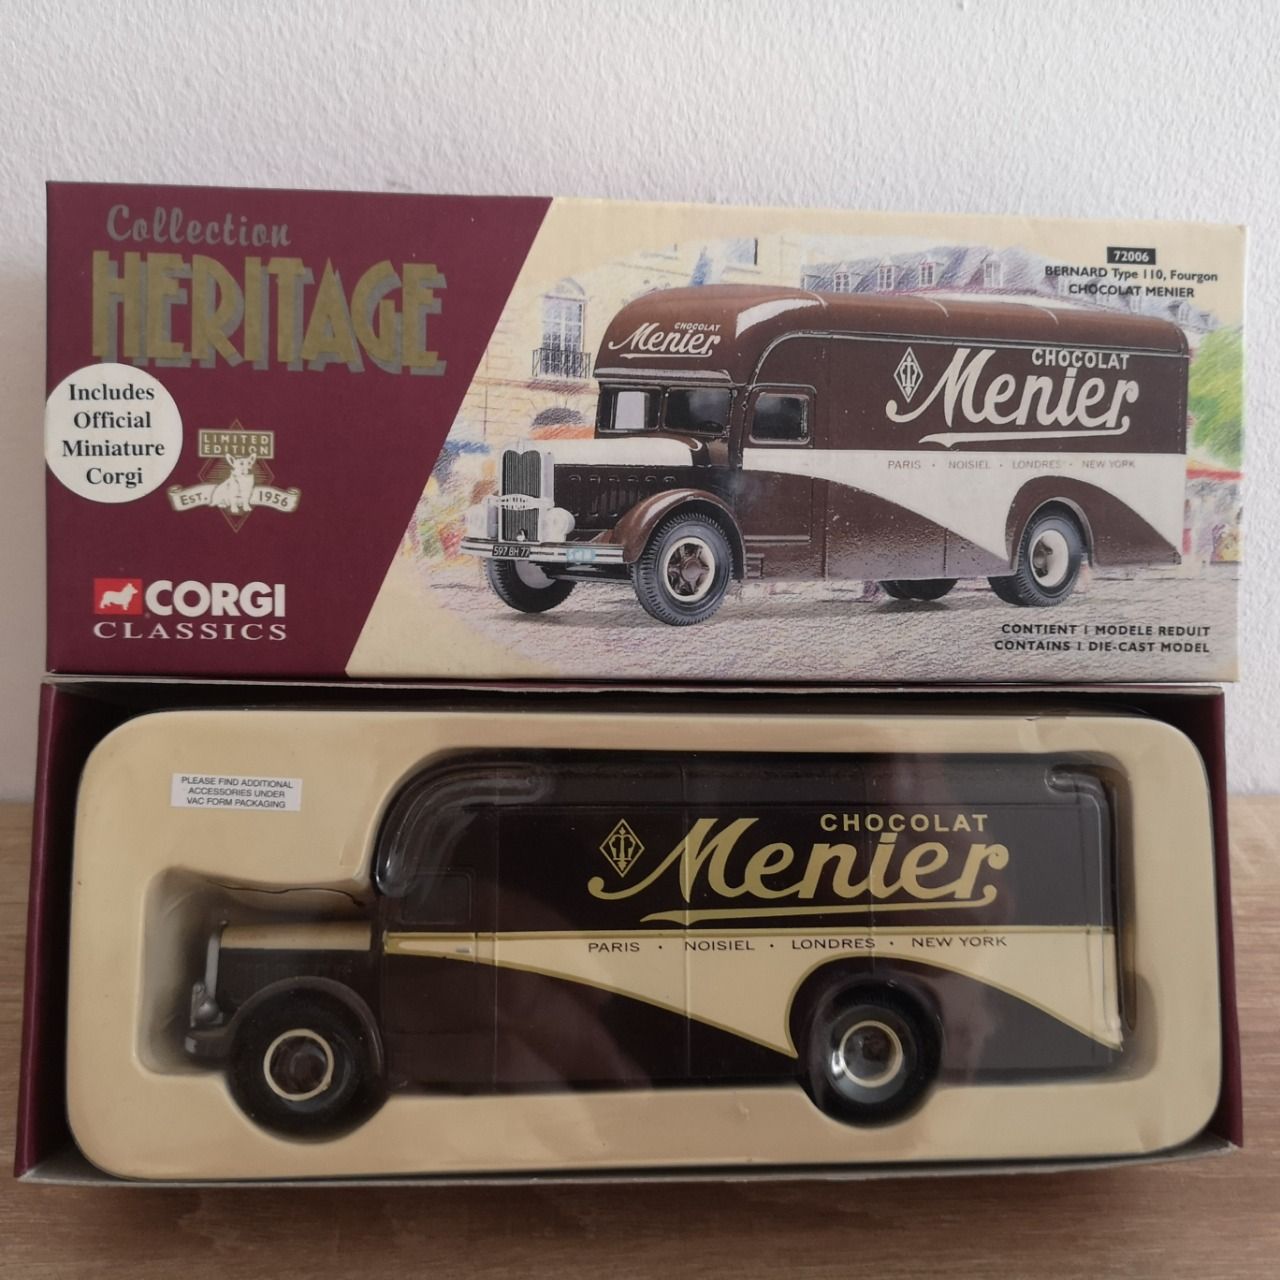 Collection
HERITAGE
Includes
Official
Miniature
Corgi
LIMITED
EDITION
EST. 1956
CORGI
CLASSICS
72006
BERNARD Type 110, Fourgon
CHOCOLAT MENIER
CHOCOLAT
Menier
CHOCOLAT
Menier
PARIS • NOISIEL • LONDRES • NEW YORK
597 BH 77
CONTIENT 1 MODELE REDUIT
CONTAINS 1 DIE-CAST MODEL
PLEASE FIND ADDITIONAL
ACCESSORIES UNDER
VAC FORM PACKAGING
CHOCOLAT
Menier
PARIS • NOISIEL • LONDRES • NEW YORK